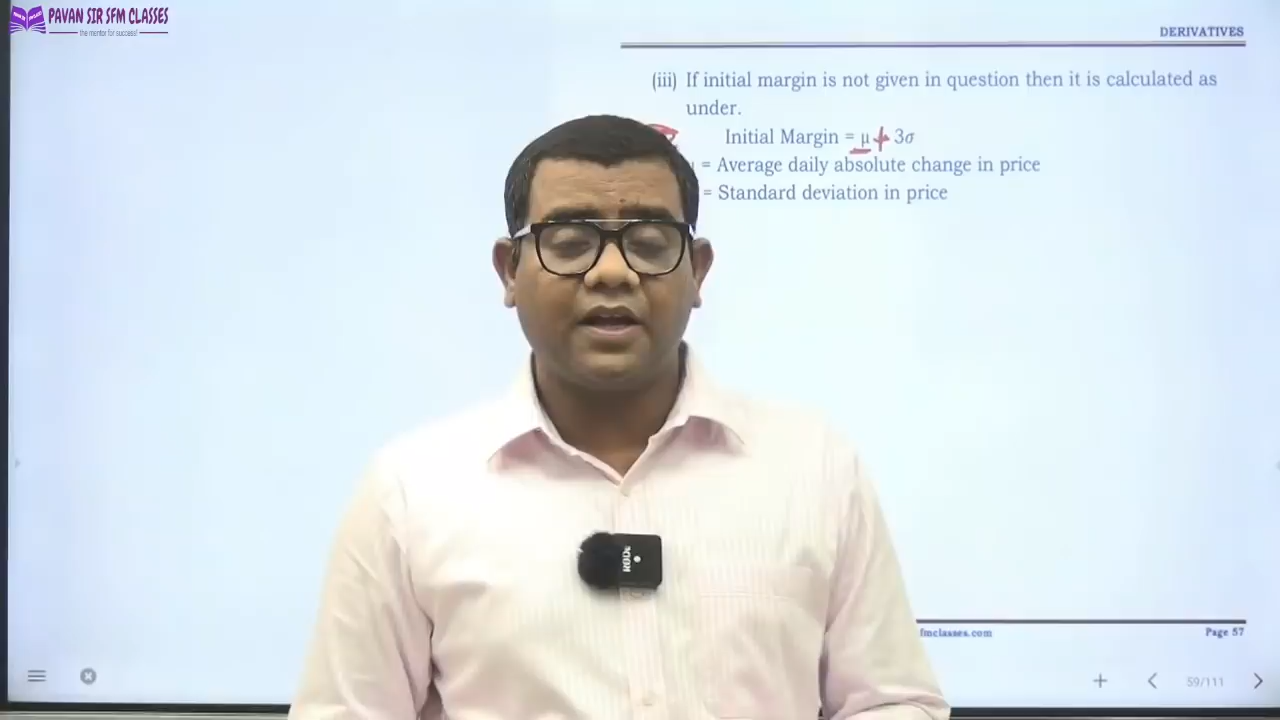 PAVAN SIR SFM CLASSES
the mentor for success!
DERIVATIVES
(iii) If initial margin is not given in question then it is calculated as
under.
Initial Margin = μ + 3σ
= Average daily absolute change in price
= Standard deviation in price
fmclasses.com
Page 57
59/111
RODE